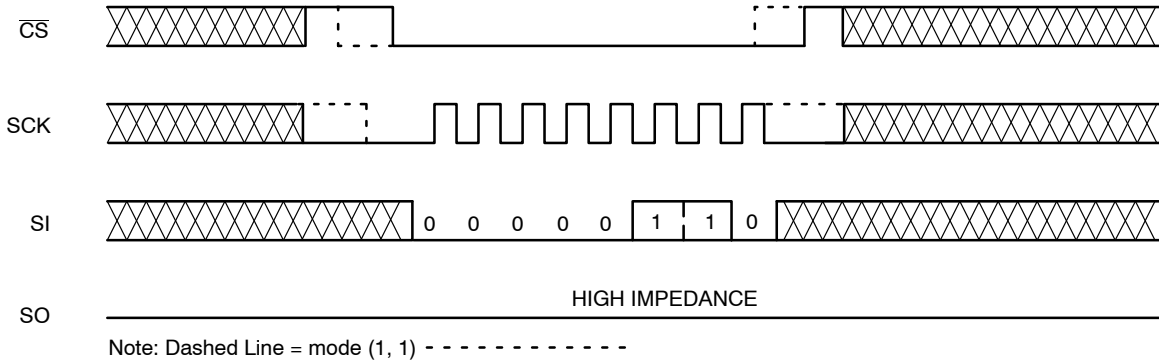 C̅S̅
SCK
SI
0 0 0 0 0 1 1 0
SO
HIGH IMPEDANCE
Note: Dashed Line = mode (1, 1)